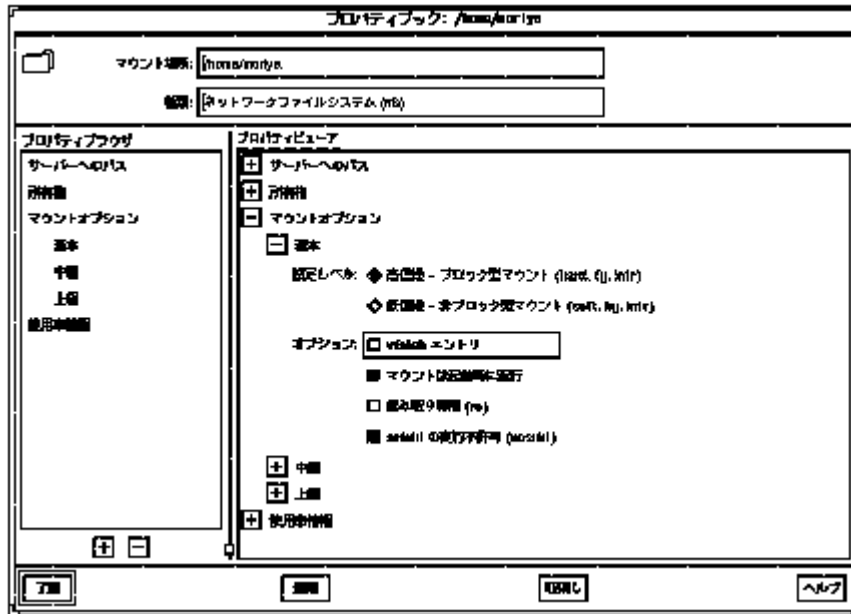 プロパティブック: /home/moriya
マウント場所: /home/moriya
種類: ネットワークファイルシステム (nfs)
プロパティブラウザ
プロパティビューア
サーバーへのパス
所有権
マウントオプション
基本
中級
上級
使用率情報
サーバーへのパス
所有権
マウントオプション
基本
設定レベル: 高信頼 - ブロック型マウント (hard, fg, intr)
低信頼 - 非ブロック型マウント (soft, bg, intr)
オプション: vfstab エントリ
マウントは起動時に実行
読み取り専用 (ro)
setuid の実行不許可 (nosuid)
中級
上級
使用率情報
了解
適用
取消し
ヘルプ